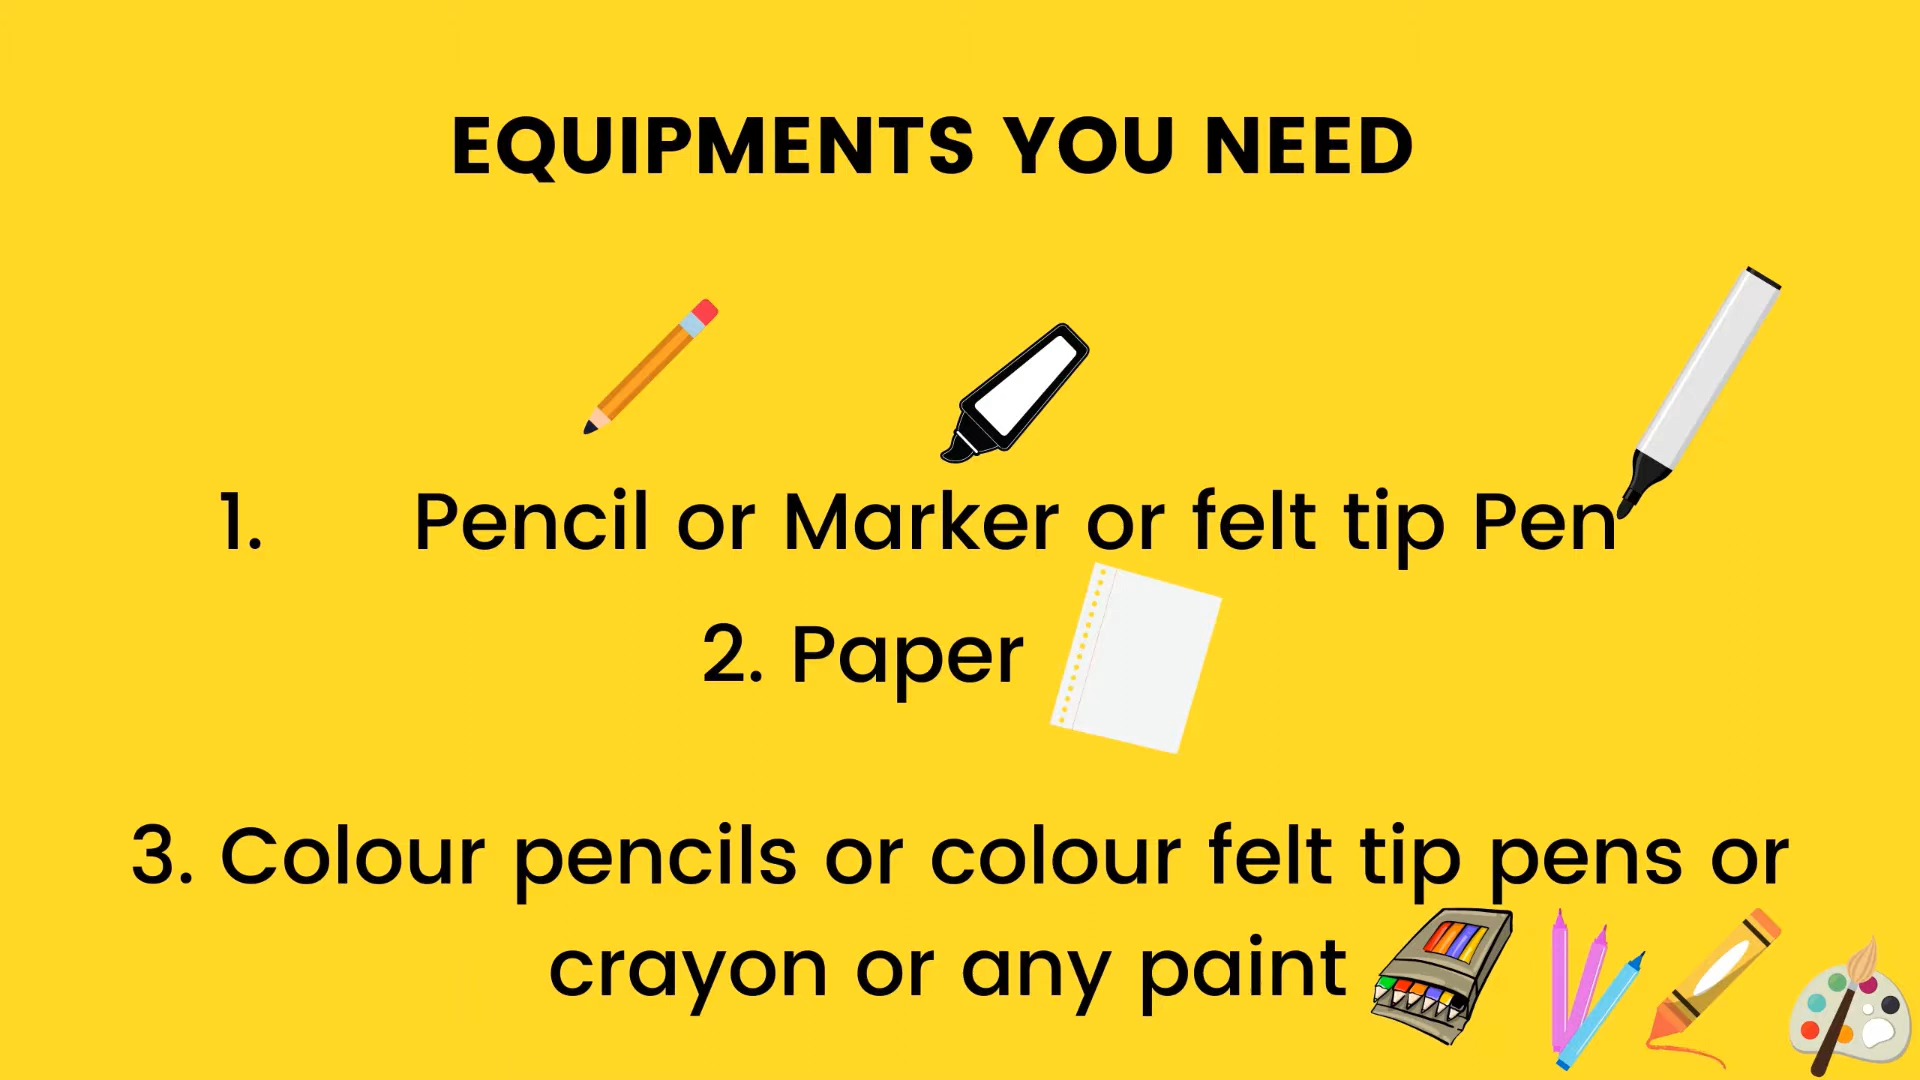 EQUIPMENTS YOU NEED
1. Pencil or Marker or felt tip Pen
2. Paper
3. Colour pencils or colour felt tip pens or
crayon or any paint